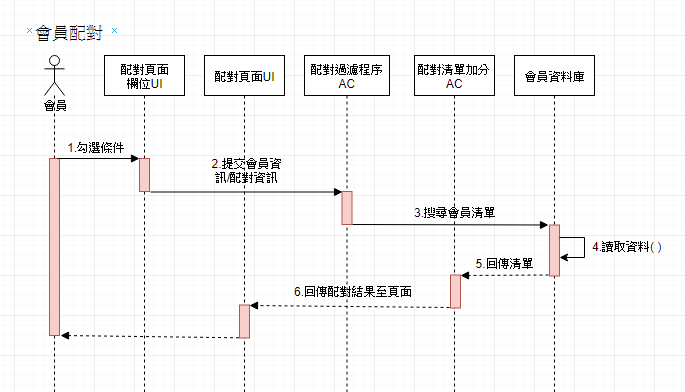 會員配對
會員
配對頁面
欄位UI
配對頁面UI
配對過濾程序
AC
配對清單加分
AC
會員資料庫
1.勾選條件
2.提交會員資
訊/配對資訊
3.搜尋會員清單
4.讀取資料( )
5.回傳清單
6.回傳配對結果至頁面